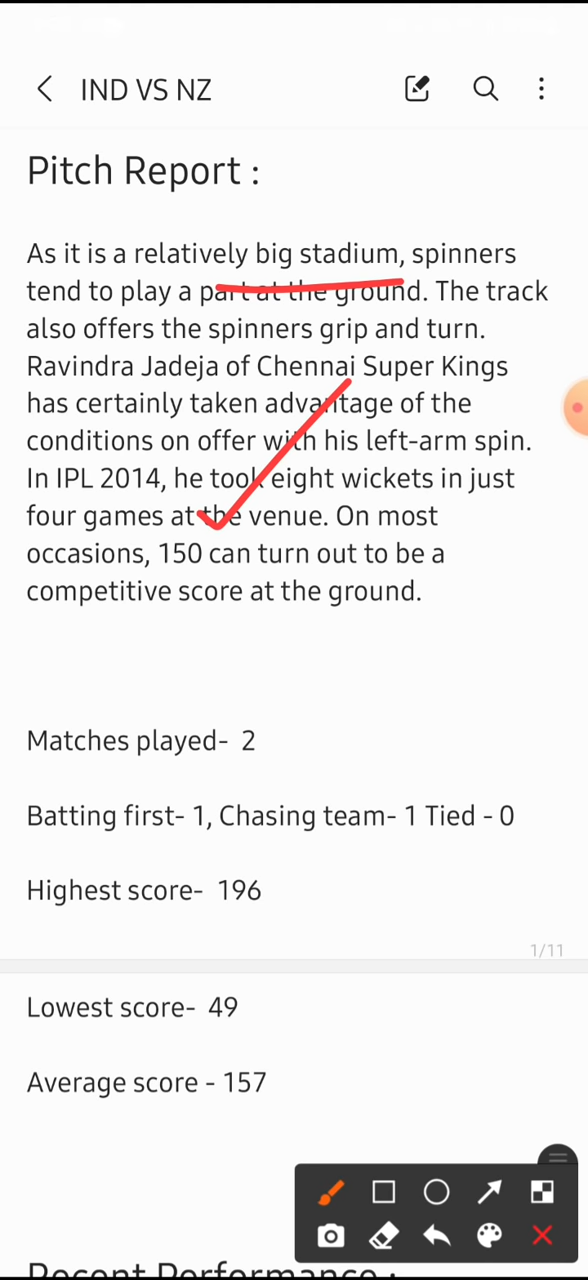 IND VS NZ
Pitch Report :
As it is a relatively big stadium, spinners
tend to play a part at the ground. The track
also offers the spinners grip and turn.
Ravindra Jadeja of Chennai Super Kings
has certainly taken advantage of the
conditions on offer with his left-arm spin.
In IPL 2014, he took eight wickets in just
four games at the venue. On most
occasions, 150 can turn out to be a
competitive score at the ground.
Matches played- 2
Batting first- 1, Chasing team- 1 Tied - 0
Highest score- 196
1/11
Lowest score- 49
Average score - 157
Recent Performance :